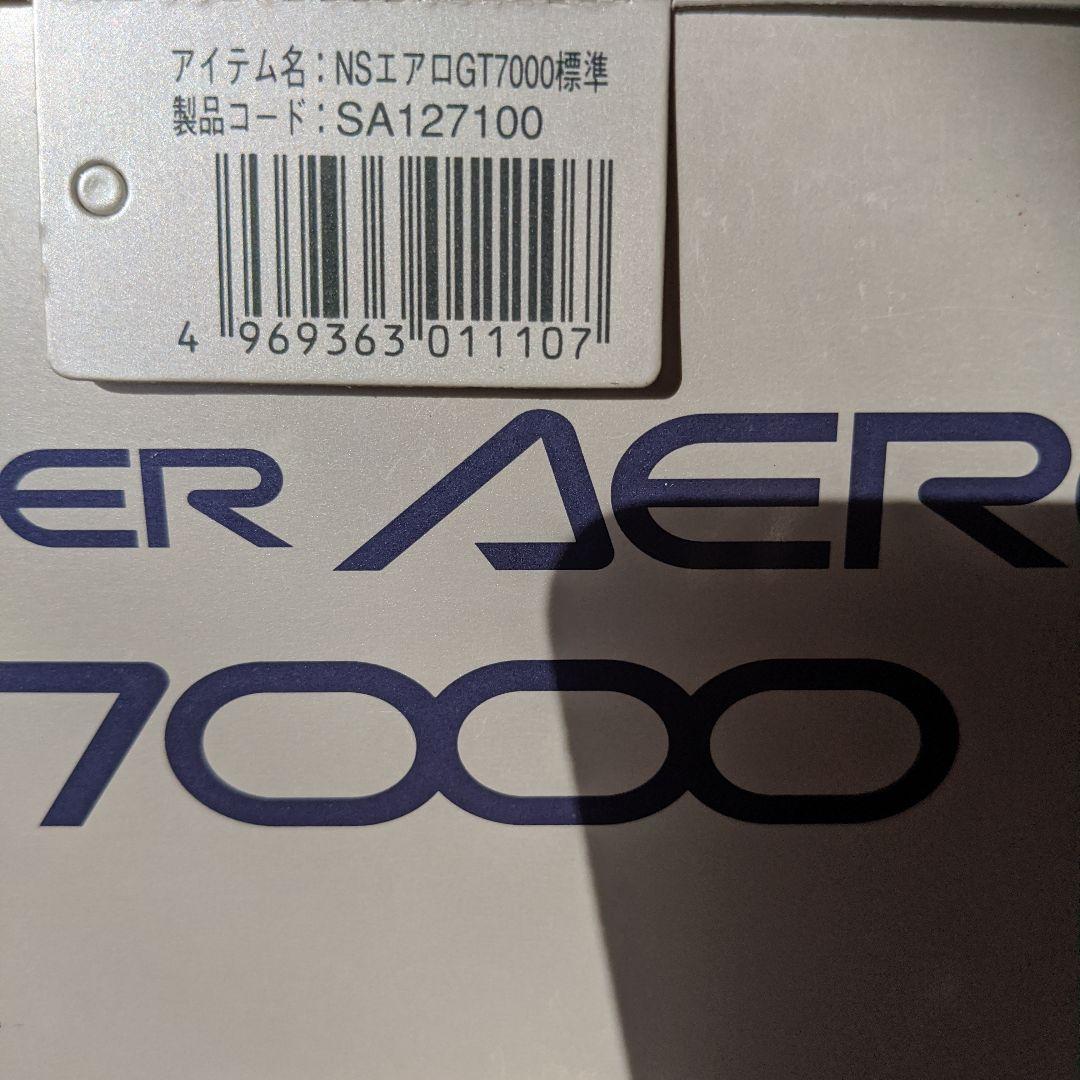 アイテム名：NSエアロGT7000標準
製品コード：SA127100
4 969363 011107
ER AER
7000